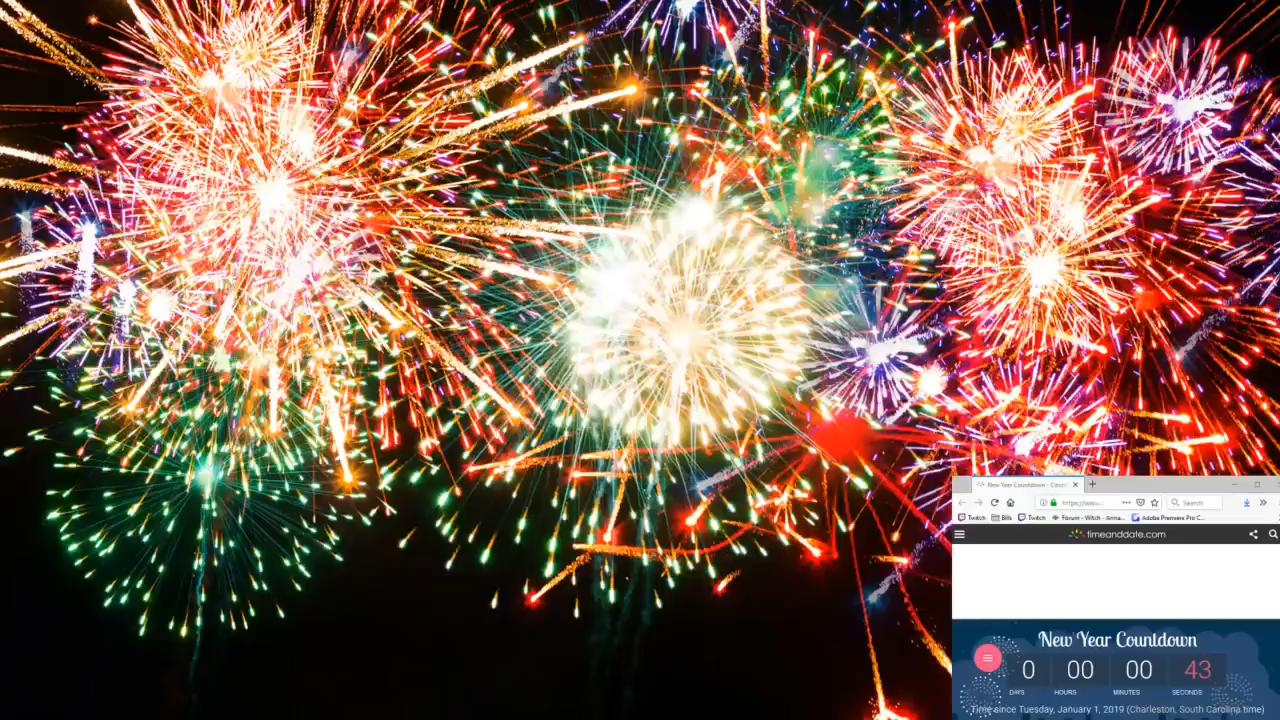 New Year Countdown - Count
https://www.
Search
Twitch Bills Twitch Forum - Witch - Anna... Adobe Premiere Pro C...
timeanddate.com
New Year Countdown
0 00 00 43
DAYS HOURS MINUTES SECONDS
Time since Tuesday, January 1, 2019 (Charleston, South Carolina time)